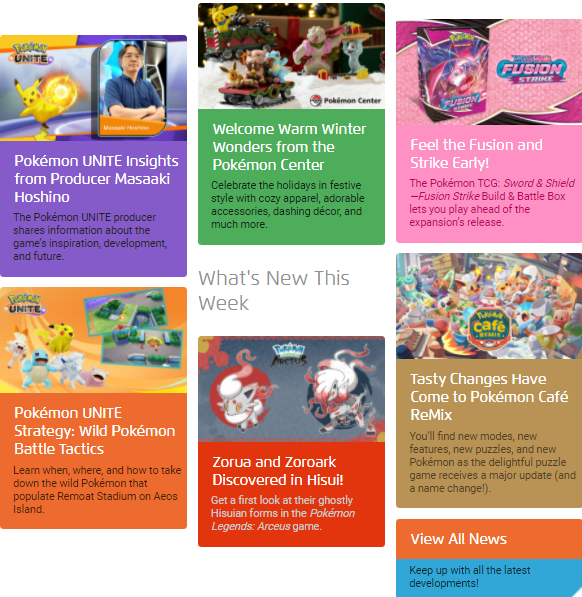 POKÉMON
UNITE
Masaaki Hoshino
Pokémon UNITE Insights
from Producer Masaaki
Hoshino
The Pokémon UNITE producer
shares information about the
game's inspiration, development,
and future.
POKÉMON
UNITE
Pokémon UNITE
Strategy: Wild Pokémon
Battle Tactics
Learn when, where, and how to take
down the wild Pokémon that
populate Remoat Stadium on Aeos
Island.
Pokémon Center
Welcome Warm Winter
Wonders from the
Pokémon Center
Celebrate the holidays in festive
style with cozy apparel, adorable
accessories, dashing décor, and
much more.
What's New This
Week
POKÉMON
ARCEUS
Zorua and Zoroark
Discovered in Hisui!
Get a first look at their ghostly
Hisuian forms in the Pokémon
Legends: Arceus game.
FUSION
STRIKE
FUSION
STRIKE
Feel the Fusion and
Strike Early!
The Pokémon TCG: Sword & Shield
—Fusion Strike Build & Battle Box
lets you play ahead of the
expansion's release.
POKÉMON
Café
REMIX
Tasty Changes Have
Come to Pokémon Café
ReMix
You'll find new modes, new
features, new puzzles, and new
Pokémon as the delightful puzzle
game receives a major update (and
a name change!).
View All News
Keep up with all the latest
developments!